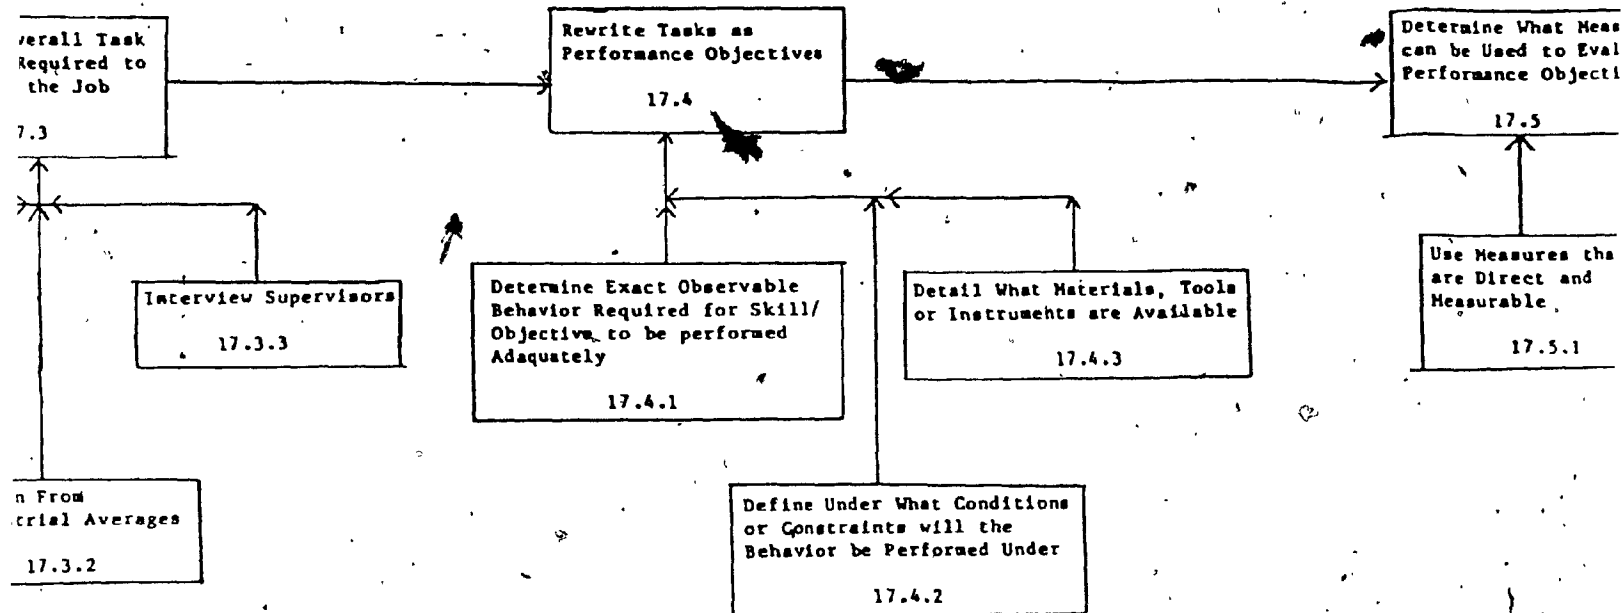 verall Task
Required to
the Job
7.3
Rewrite Tasks as
Performance Objectives
17.4
Determine What Meas
can be Used to Eval
Performance Objecti
17.5
Interview Supervisors
17.3.3
Determine Exact Observable
Behavior Required for Skill/
Objective to be performed
Adaquately
17.4.1
Detail What Materials, Tools
or Instruments are Available
17.4.3
Use Measures tha
are Direct and
Measurable
17.5.1
n From
trial Averages
17.3.2
Define Under What Conditions
or Constraints will the
Behavior be Performed Under
17.4.2